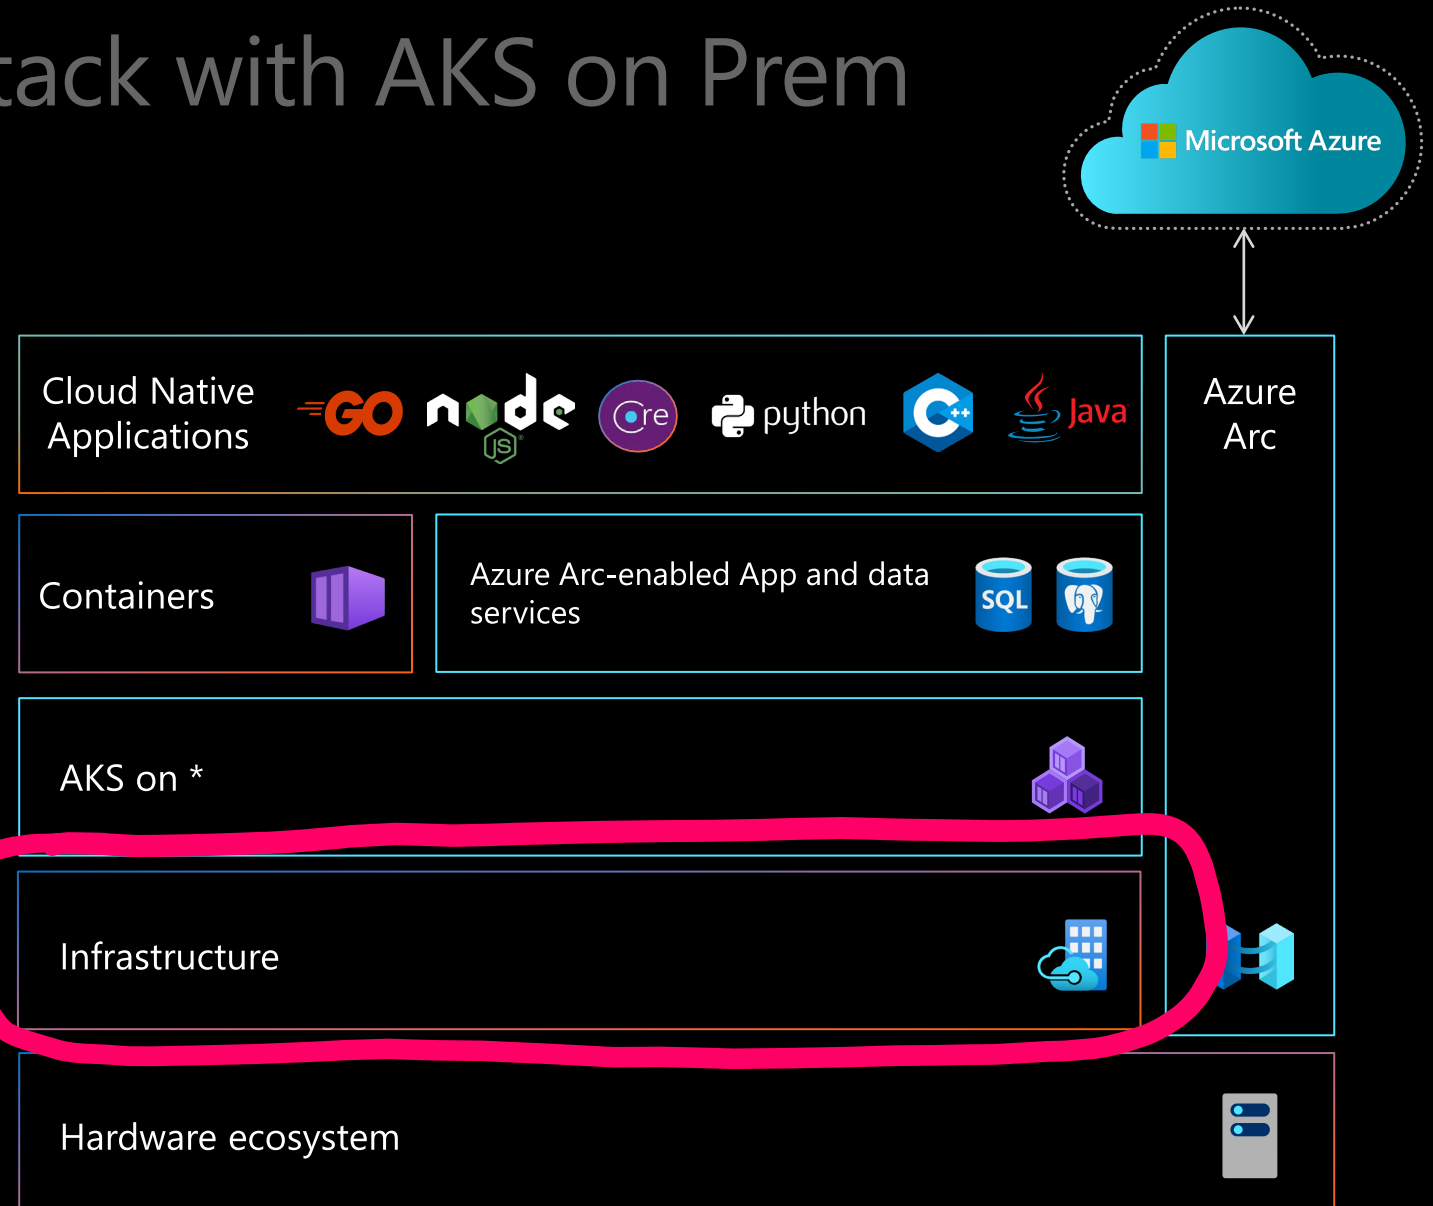 tack with AKS on Prem
Microsoft Azure
Cloud Native
Applications
GO
node
JS
Core
python
C++
Java
Azure
Arc
Containers
Azure Arc-enabled App and data
services
SQL
AKS on *
Infrastructure
Hardware ecosystem